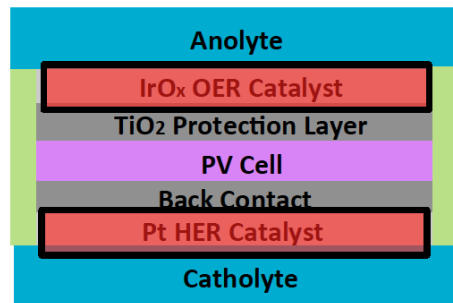 Anolyte
IrOx OER Catalyst
TiO2 Protection Layer
PV Cell
Back Contact
Pt HER Catalyst
Catholyte